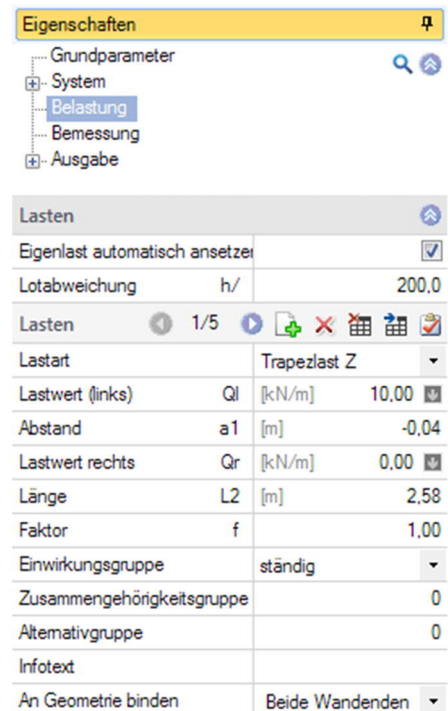 Eigenschaften
Grundparameter
System
Belastung
Bemessung
Ausgabe
Lasten
Eigenlast automatisch ansetzen
Lotabweichung h/ 200,0
Lasten 1/5
Lastart Trapezlast Z
Lastwert (links) Ql [kN/m] 10,00
Abstand a1 [m] -0,04
Lastwert rechts Qr [kN/m] 0,00
Länge L2 [m] 2,58
Faktor f 1,00
Einwirkungsgruppe ständig
Zusammengehörigkeitsgruppe 0
Alternativgruppe 0
Infotext
An Geometrie binden Beide Wandenden